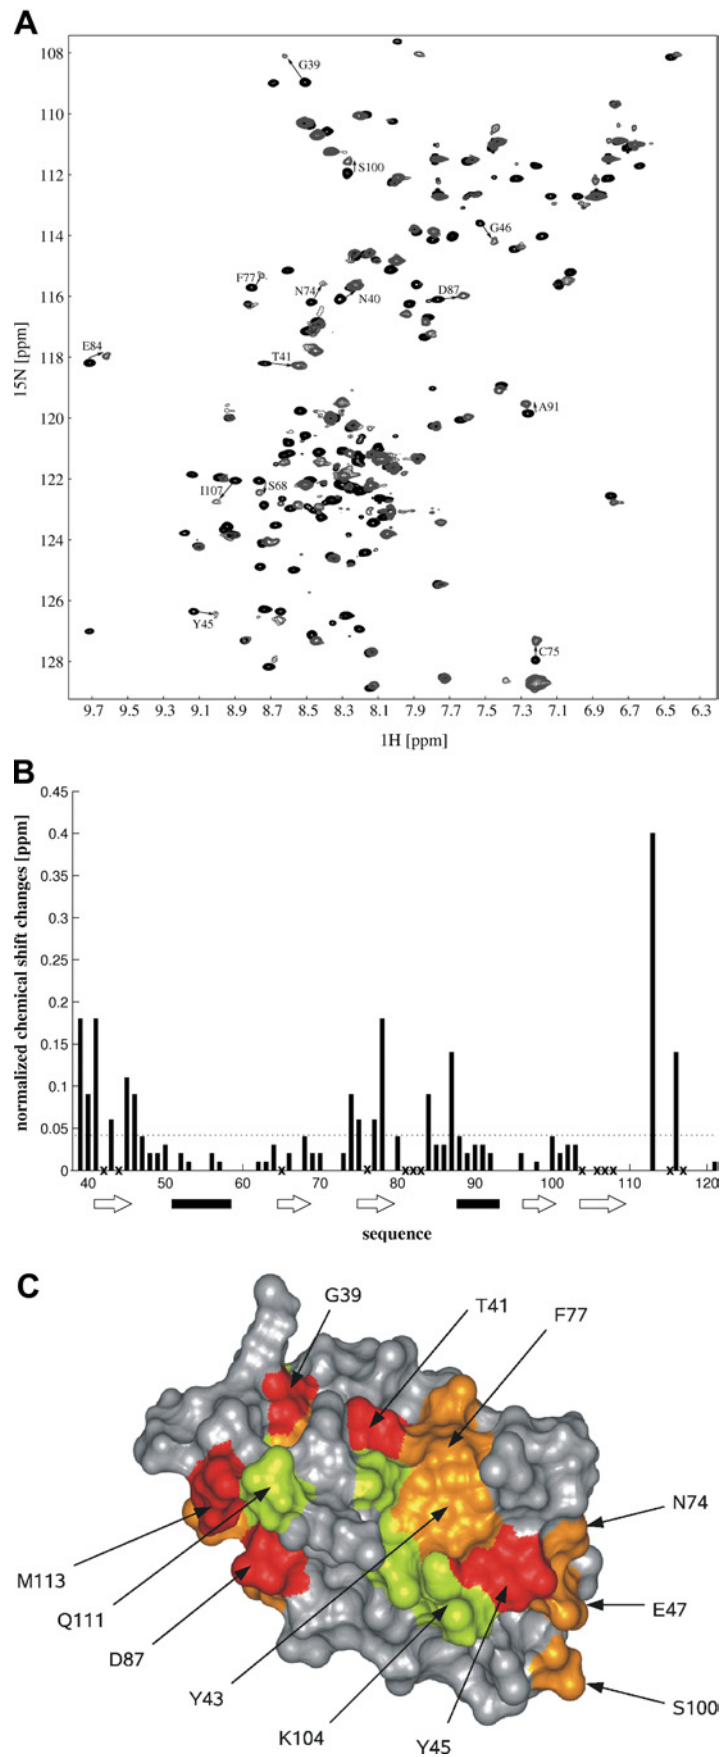 A
108
G39
110
S100
112
G46
114
F77
N74
D87
116
N40
E84
118
T41
15N [ppm]
A91
120
I107
S68
122
124
Y45
126
C75
128
9.7 9.5 9.3 9.1 8.9 8.7 8.5 8.3 8.1 7.9 7.7 7.5 7.3 7.1 6.9 6.7 6.5 6.3
1H [ppm]
B
normalized chemical shift changes [ppm]
0.45
0.4
0.35
0.3
0.25
0.2
0.15
0.1
0.05
0
x x x x xxx x xxx x x
40 50 60 70 80 90 100 110 120
sequence
C
G39
T41
F77
N74
M113
Q111
E47
D87
Y43
S100
K104
Y45